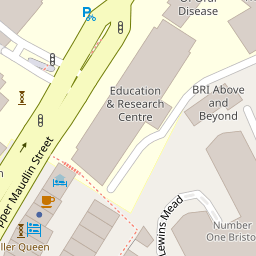 Of Oral
Disease
Education
& Research
Centre
BRI Above
and
Beyond
Upper Maudlin Street
Lewins Mead
Number
One Bristo
ller Queen